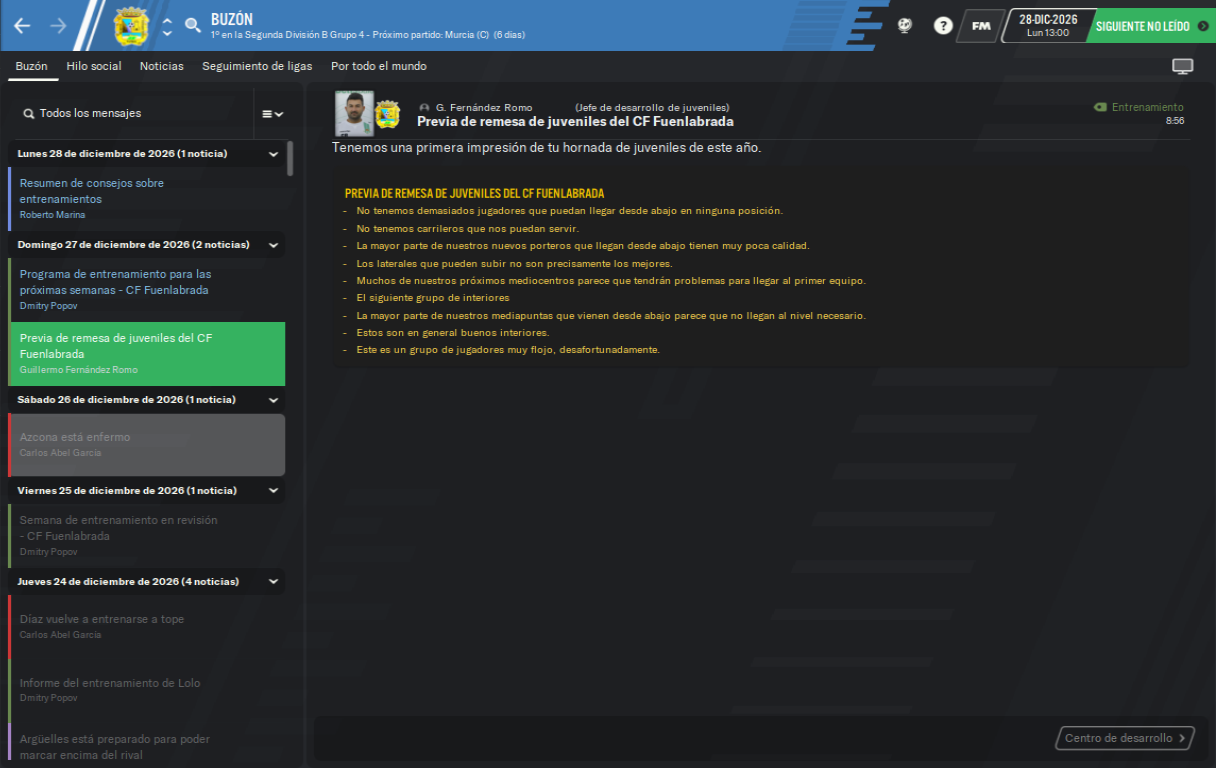 BUZÓN
1º en la Segunda División B Grupo 4 - Próximo partido: Murcia (C) (6 días)
FM
28-DIC-2026
Lun 13:00
SIGUIENTE NO LEÍDO
Buzón
Hilo social
Noticias
Seguimiento de ligas
Por todo el mundo
Todos los mensajes
Lunes 28 de diciembre de 2026 (1 noticia)
Resumen de consejos sobre
entrenamientos
Roberto Marina
Domingo 27 de diciembre de 2026 (2 noticias)
Programa de entrenamiento para las
próximas semanas - CF Fuenlabrada
Dmitry Popov
Previa de remesa de juveniles del CF
Fuenlabrada
Guillermo Fernández Romo
Sábado 26 de diciembre de 2026 (1 noticia)
Azcona está enfermo
Carlos Abel García
Viernes 25 de diciembre de 2026 (1 noticia)
Semana de entrenamiento en revisión
- CF Fuenlabrada
Dmitry Popov
Jueves 24 de diciembre de 2026 (4 noticias)
Díaz vuelve a entrenarse a tope
Carlos Abel García
Informe del entrenamiento de Lolo
Dmitry Popov
Argüelles está preparado para poder
marcar encima del rival
G. Fernández Romo
(Jefe de desarrollo de juveniles)
Previa de remesa de juveniles del CF Fuenlabrada
Entrenamiento
8:56
Tenemos una primera impresión de tu hornada de juveniles de este año.
PREVIA DE REMESA DE JUVENILES DEL CF FUENLABRADA
- No tenemos demasiados jugadores que puedan llegar desde abajo en ninguna posición.
- No tenemos carrileros que nos puedan servir.
- La mayor parte de nuestros nuevos porteros que llegan desde abajo tienen muy poca calidad.
- Los laterales que pueden subir no son precisamente los mejores.
- Muchos de nuestros próximos mediocentros parece que tendrán problemas para llegar al primer equipo.
- El siguiente grupo de interiores
- La mayor parte de nuestros mediapuntas que vienen desde abajo parece que no llegan al nivel necesario.
- Estos son en general buenos interiores.
- Este es un grupo de jugadores muy flojo, desafortunadamente.
Centro de desarrollo